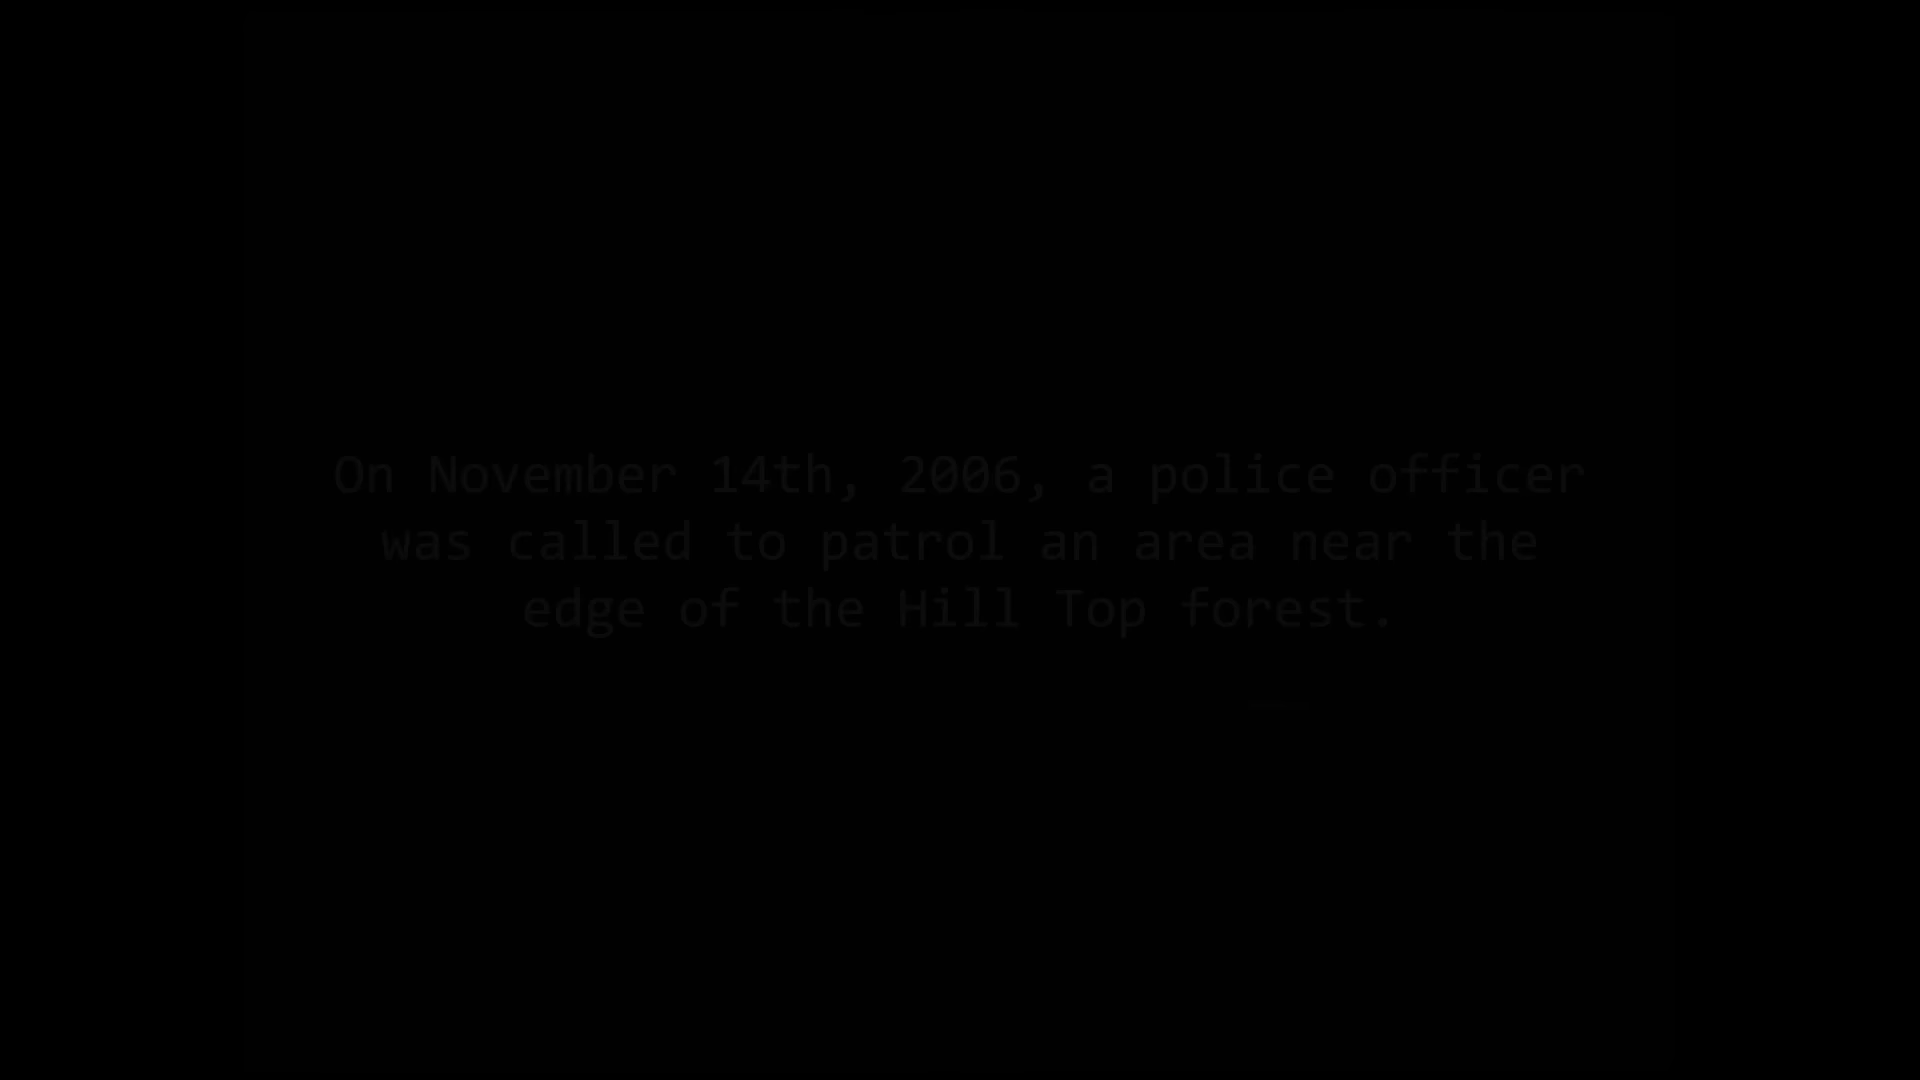 On November 14th, 2006, a police officer
was called to patrol an area near the
edge of the Hill Top forest.